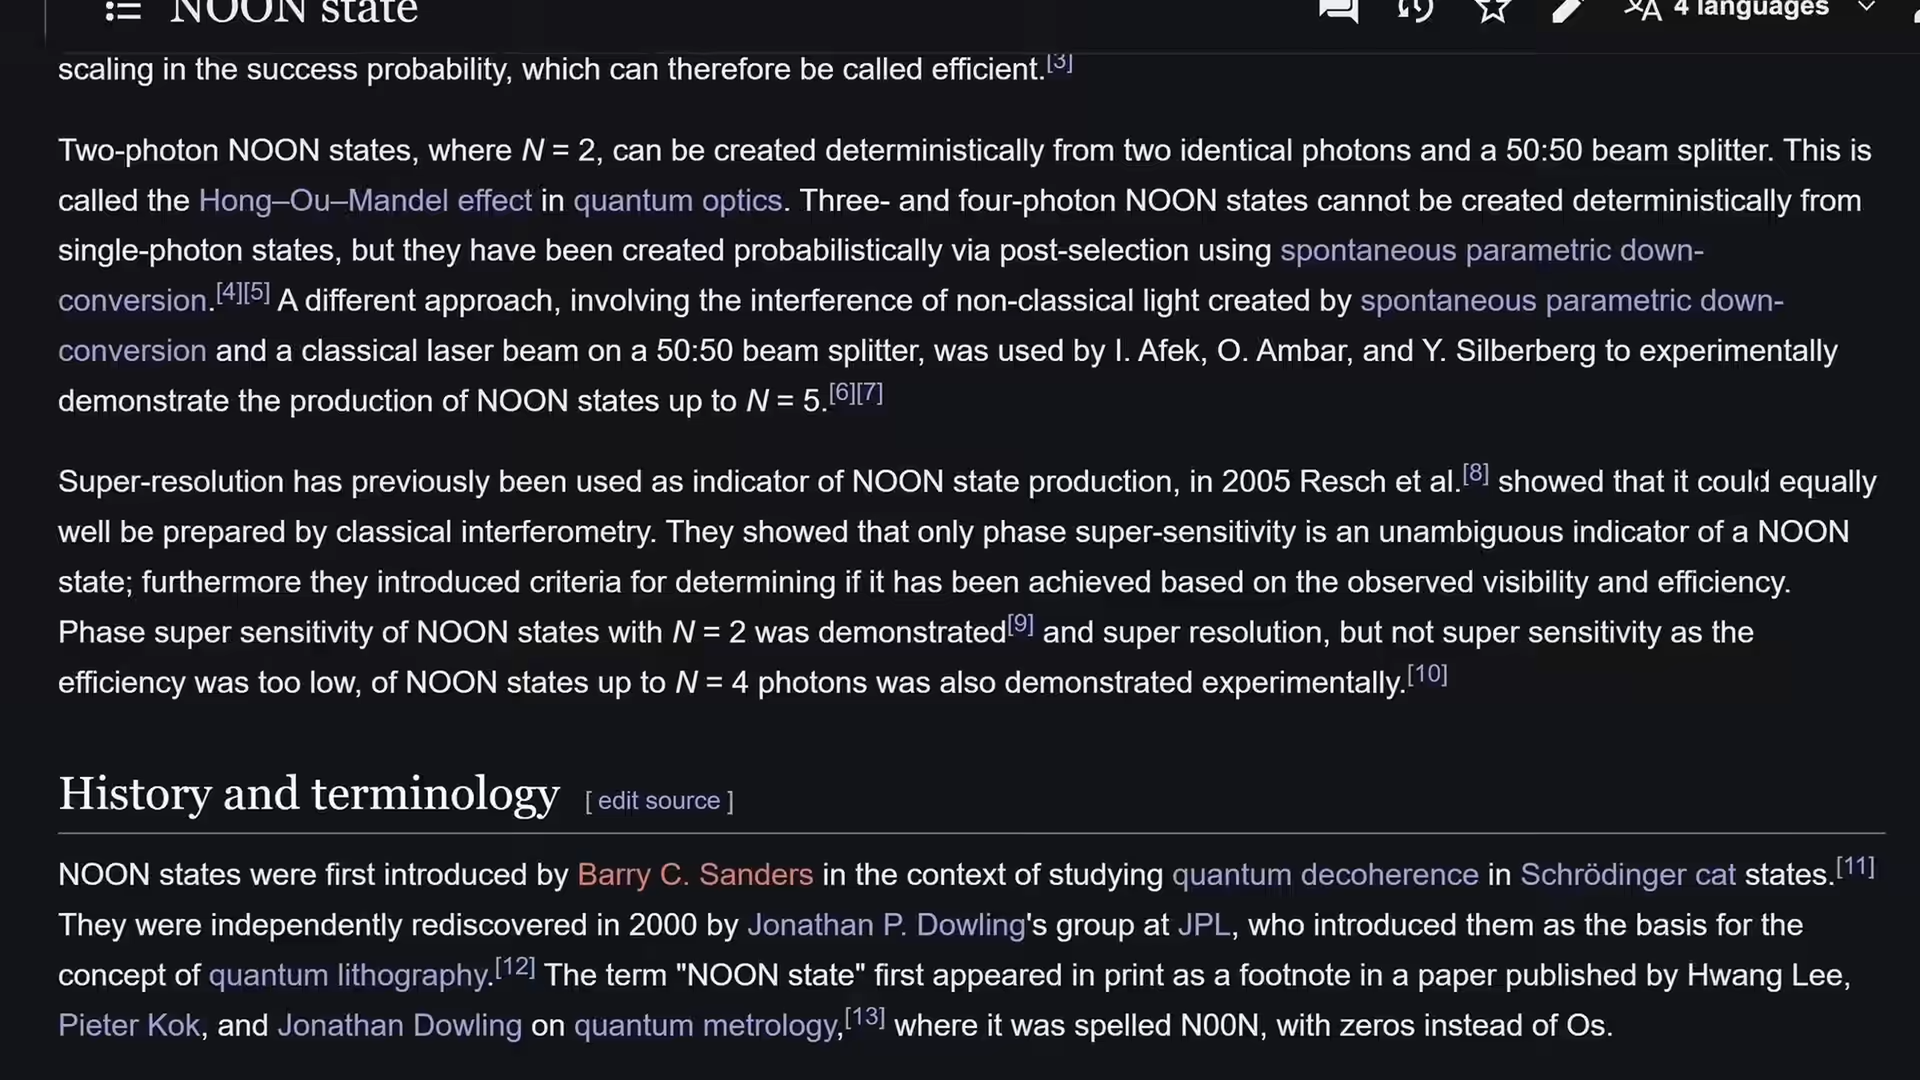 NOON state
4 languages
scaling in the success probability, which can therefore be called efficient.[3]
Two-photon NOON states, where N = 2, can be created deterministically from two identical photons and a 50:50 beam splitter. This is
called the Hong–Ou–Mandel effect in quantum optics. Three- and four-photon NOON states cannot be created deterministically from
single-photon states, but they have been created probabilistically via post-selection using spontaneous parametric down-
conversion.[4][5] A different approach, involving the interference of non-classical light created by spontaneous parametric down-
conversion and a classical laser beam on a 50:50 beam splitter, was used by I. Afek, O. Ambar, and Y. Silberberg to experimentally
demonstrate the production of NOON states up to N = 5.[6][7]
Super-resolution has previously been used as indicator of NOON state production, in 2005 Resch et al.[8] showed that it could equally
well be prepared by classical interferometry. They showed that only phase super-sensitivity is an unambiguous indicator of a NOON
state; furthermore they introduced criteria for determining if it has been achieved based on the observed visibility and efficiency.
Phase super sensitivity of NOON states with N = 2 was demonstrated[9] and super resolution, but not super sensitivity as the
efficiency was too low, of NOON states up to N = 4 photons was also demonstrated experimentally.[10]
History and terminology [ edit source ]
NOON states were first introduced by Barry C. Sanders in the context of studying quantum decoherence in Schrödinger cat states.[11]
They were independently rediscovered in 2000 by Jonathan P. Dowling's group at JPL, who introduced them as the basis for the
concept of quantum lithography.[12] The term "NOON state" first appeared in print as a footnote in a paper published by Hwang Lee,
Pieter Kok, and Jonathan Dowling on quantum metrology,[13] where it was spelled N00N, with zeros instead of Os.